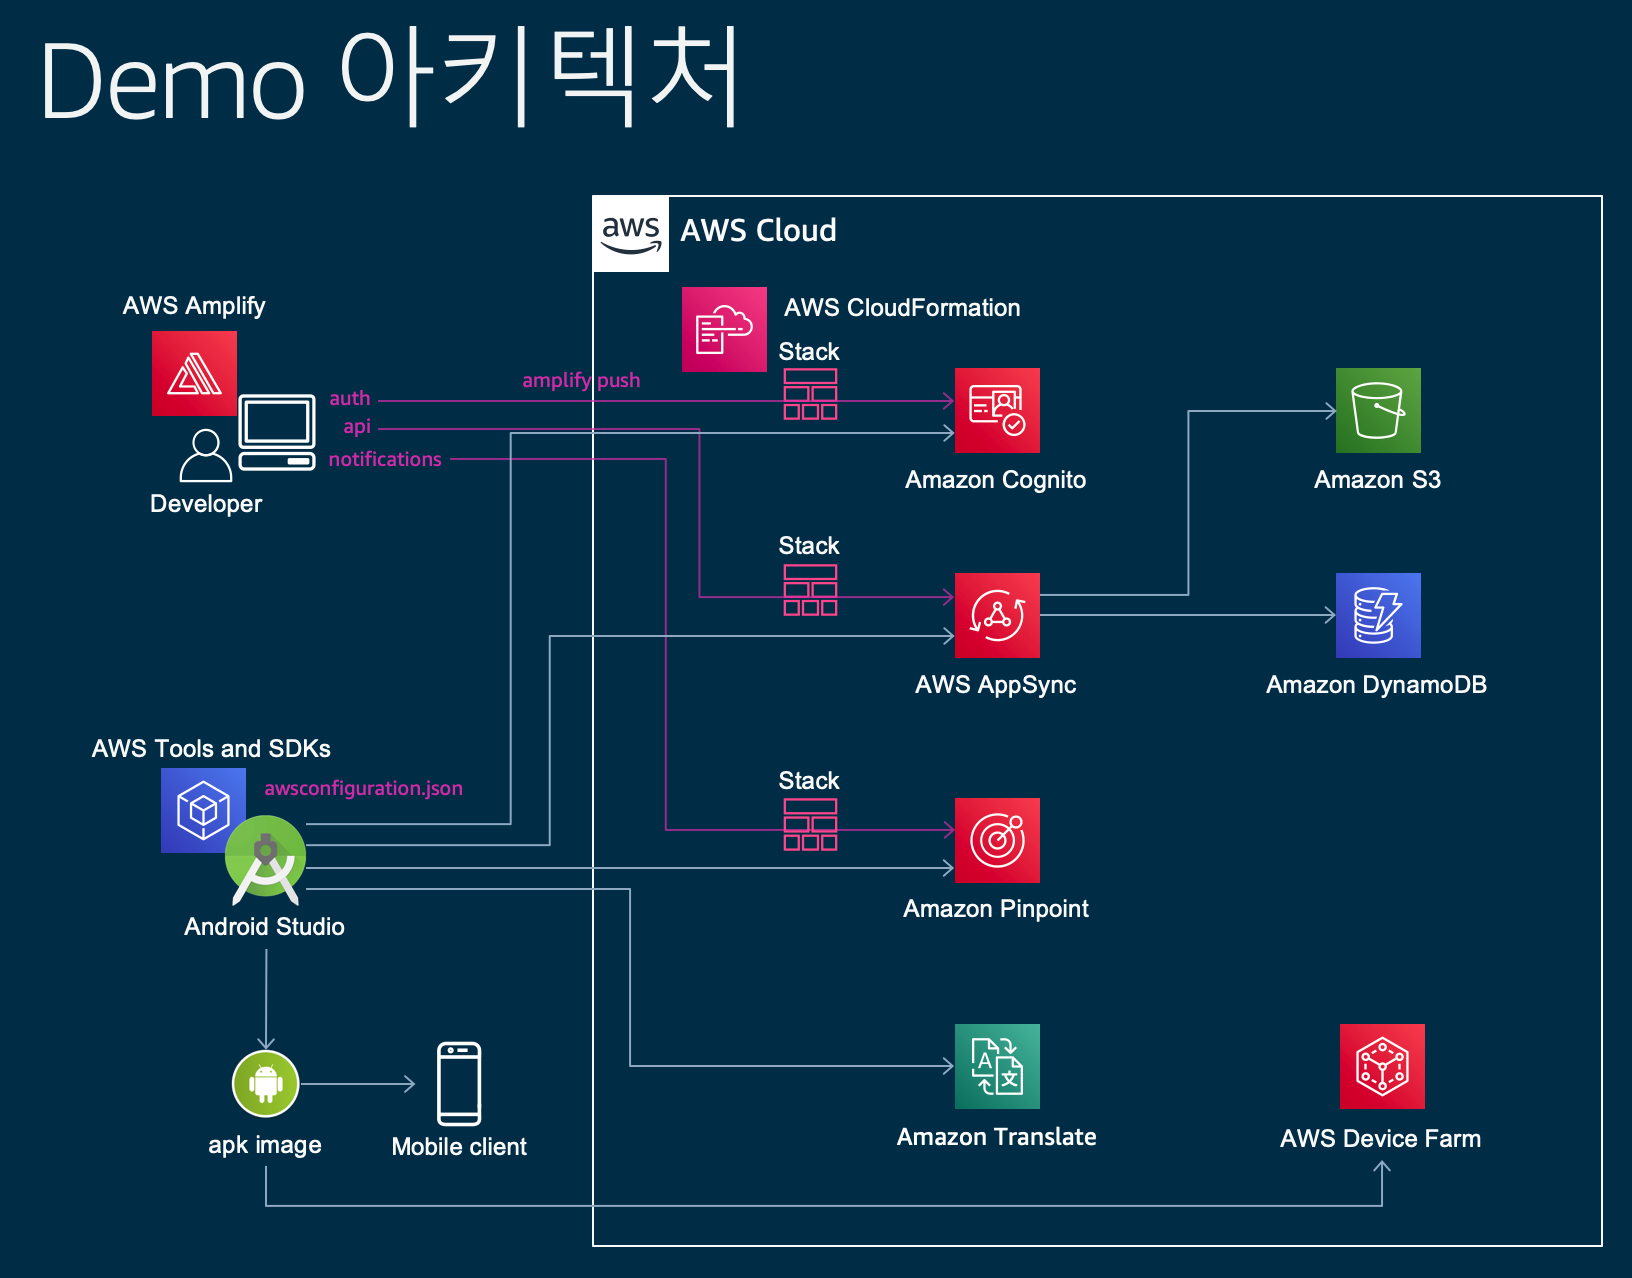 Demo 아키텍처
aws
AWS Cloud
AWS Amplify
AWS CloudFormation
Stack
amplify push
auth
api
notifications
Developer
Amazon Cognito
Amazon S3
Stack
AWS AppSync
Amazon DynamoDB
AWS Tools and SDKs
awsconfiguration.json
Stack
Android Studio
Amazon Pinpoint
A
文
apk image
Mobile client
Amazon Translate
AWS Device Farm